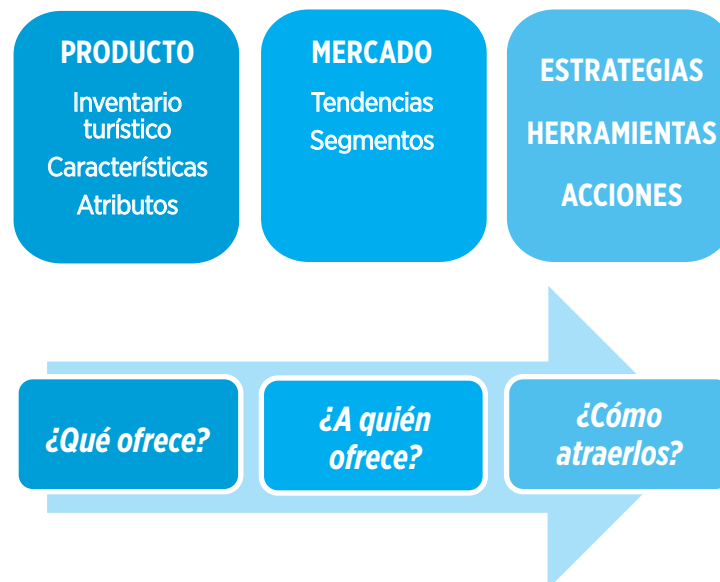 PRODUCTO
Inventario
turístico
Características
Atributos
MERCADO
Tendencias
Segmentos
ESTRATEGIAS
HERRAMIENTAS
ACCIONES
¿Qué ofrece?
¿A quién
ofrece?
¿Cómo
atraerlos?